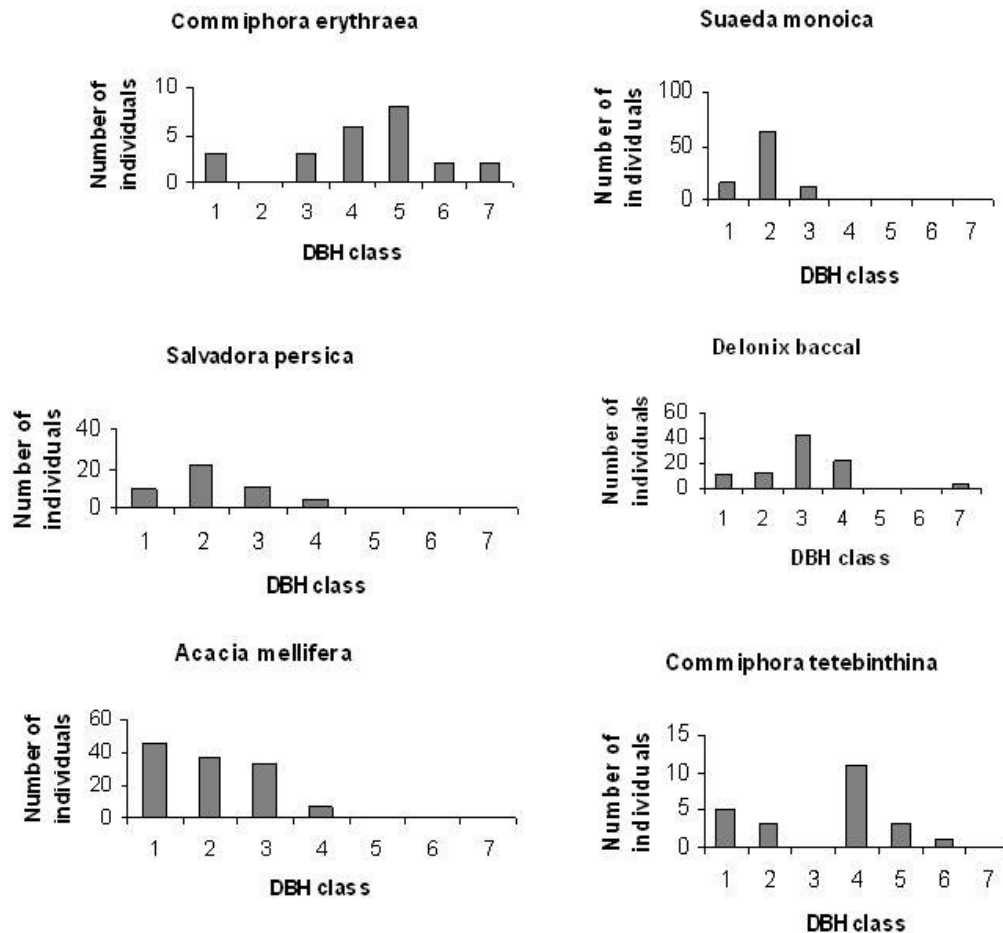 Commiphora erythraea
Number of
individuals
10
5
0
1 2 3 4 5 6 7
DBH class
Suaeda monoica
Number of
individuals
100
50
0
1 2 3 4 5 6 7
DBH class
Salvadora persica
Number of
individuals
40
20
0
1 2 3 4 5 6 7
DBH class
Delonix baccal
Number of
individuals
60
40
20
0
1 2 3 4 5 6 7
DBH class
Acacia mellifera
Number of
individuals
60
40
20
0
1 2 3 4 5 6 7
DBH class
Commiphora tetebinthina
Number of
individuals
15
10
5
0
1 2 3 4 5 6 7
DBH class